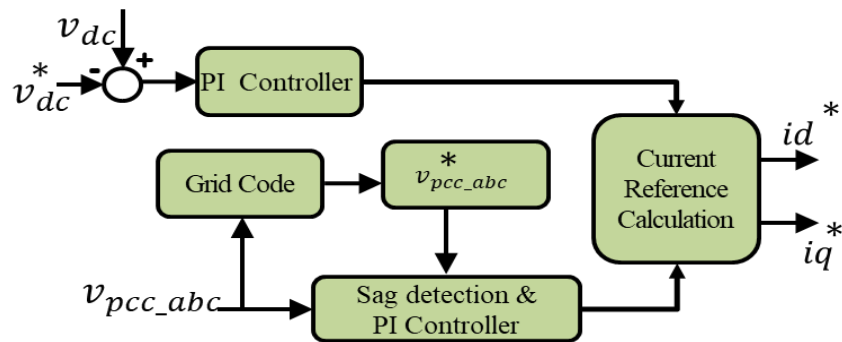 v_dc
- +
v*_dc
PI Controller
Grid Code
v*_pcc_abc
Current
Reference
Calculation
id*
iq*
v_pcc_abc
Sag detection &
PI Controller